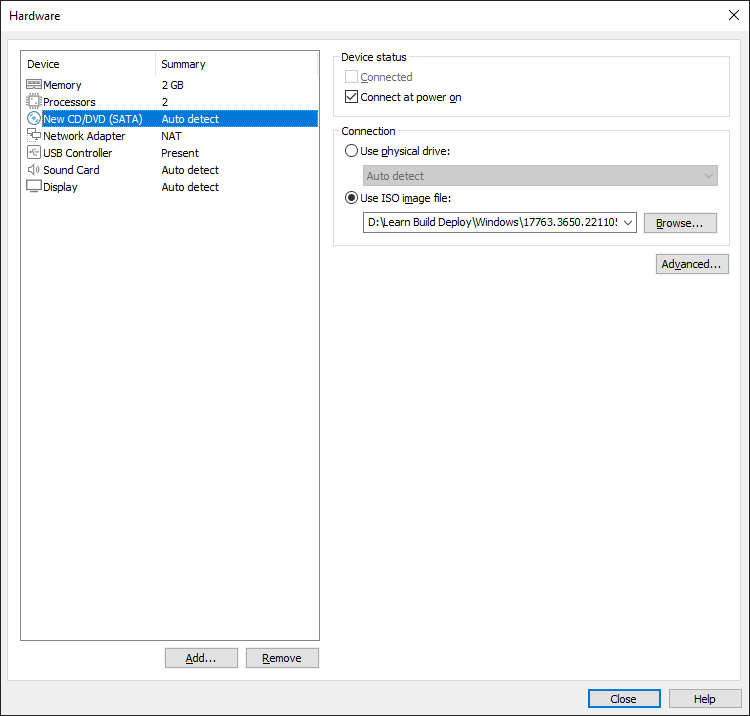 Hardware
Device Summary
Memory 2 GB
Processors 2
New CD/DVD (SATA) Auto detect
Network Adapter NAT
USB Controller Present
Sound Card Auto detect
Display Auto detect
Add... Remove
Device status
Connected
Connect at power on
Connection
Use physical drive:
Auto detect
Use ISO image file:
D:\Learn Build Deploy\Windows\17763.3650.221105 Browse...
Advanced...
Close Help